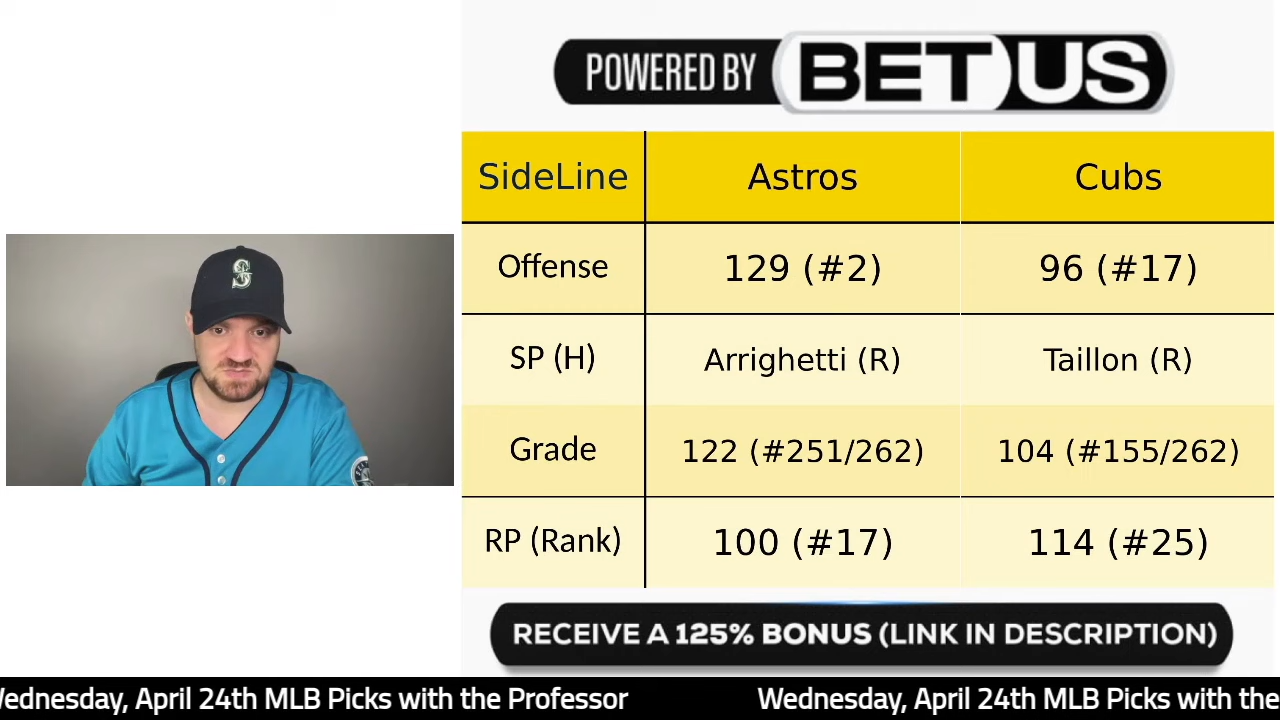 POWERED BY BETUS
SideLine Astros Cubs
Offense 129 (#2) 96 (#17)
SP (H) Arrighetti (R) Taillon (R)
Grade 122 (#251/262) 104 (#155/262)
RP (Rank) 100 (#17) 114 (#25)
S
RECEIVE A 125% BONUS (LINK IN DESCRIPTION)
ednesday, April 24th MLB Picks with the Professor Wednesday, April 24th MLB Picks with the